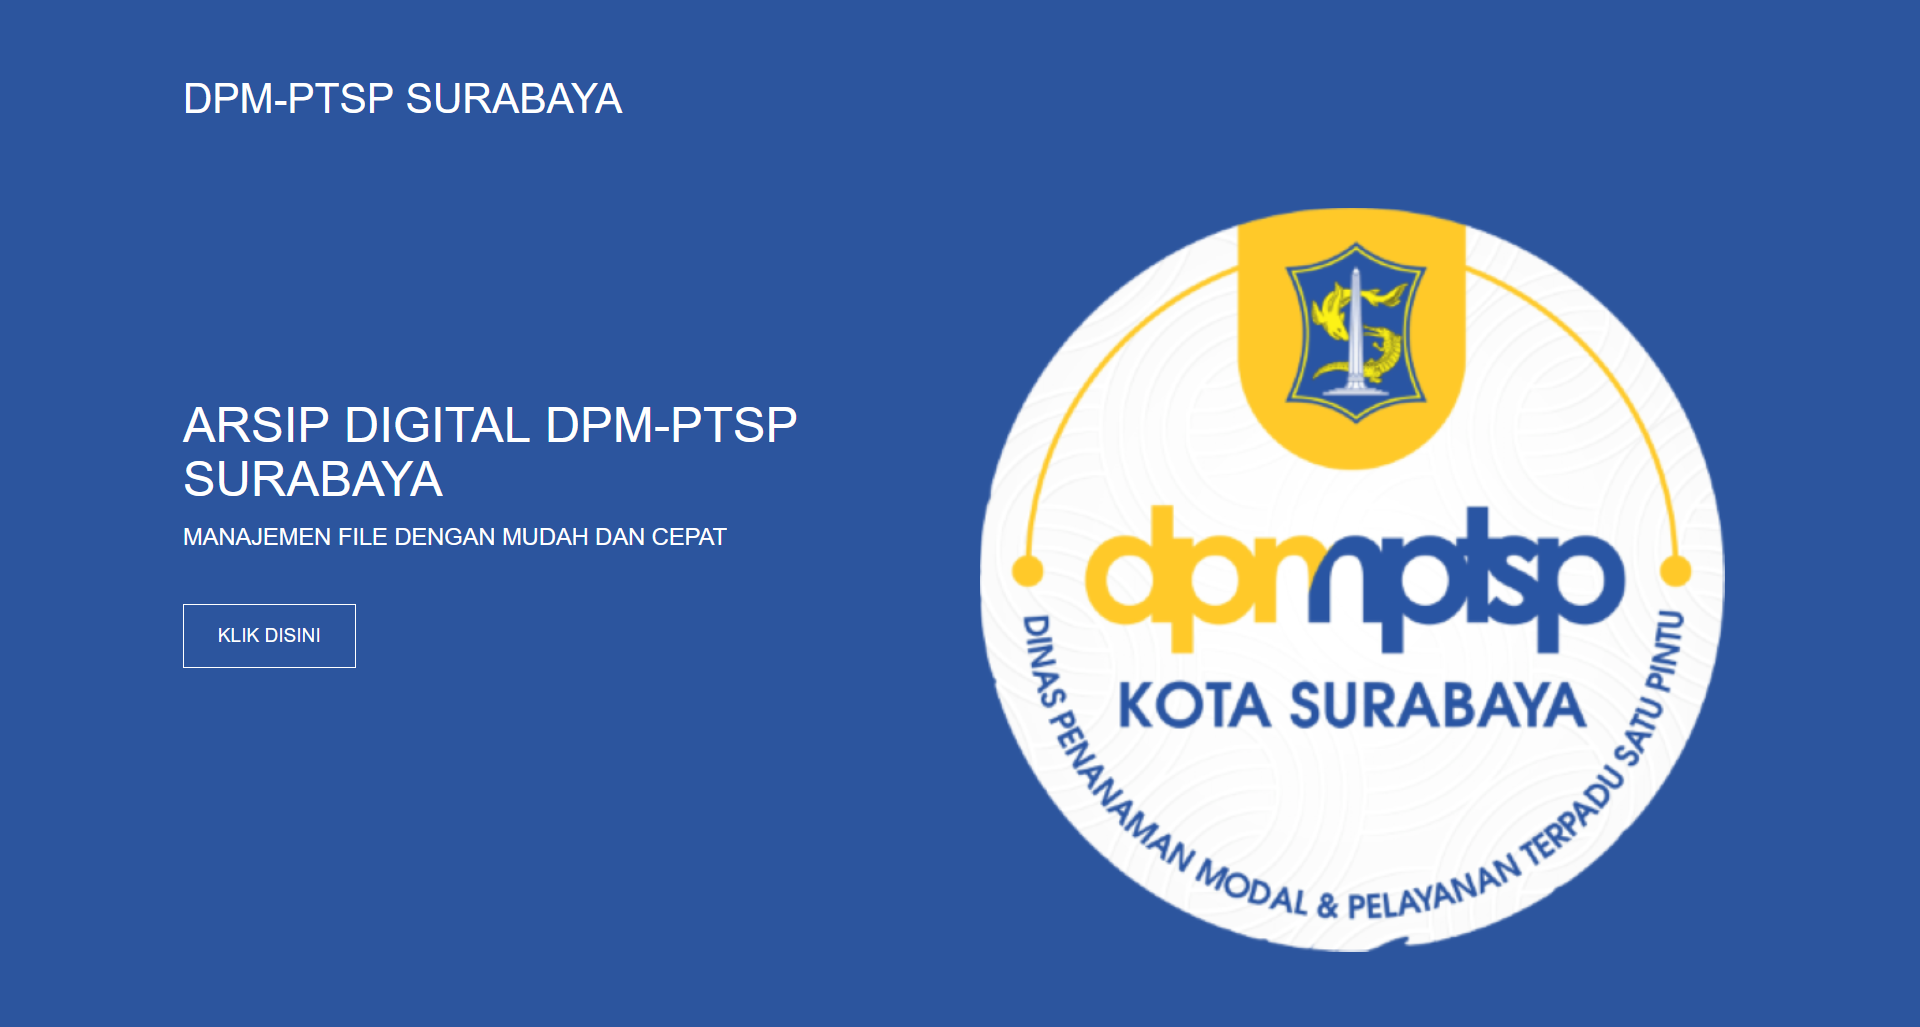 DPM-PTSP SURABAYA
ARSIP DIGITAL DPM-PTSP
SURABAYA
MANAJEMEN FILE DENGAN MUDAH DAN CEPAT
KLIK DISINI
dpmptsp
KOTA SURABAYA
DINAS PENANAMAN MODAL & PELAYANAN TERPADU SATU PINTU